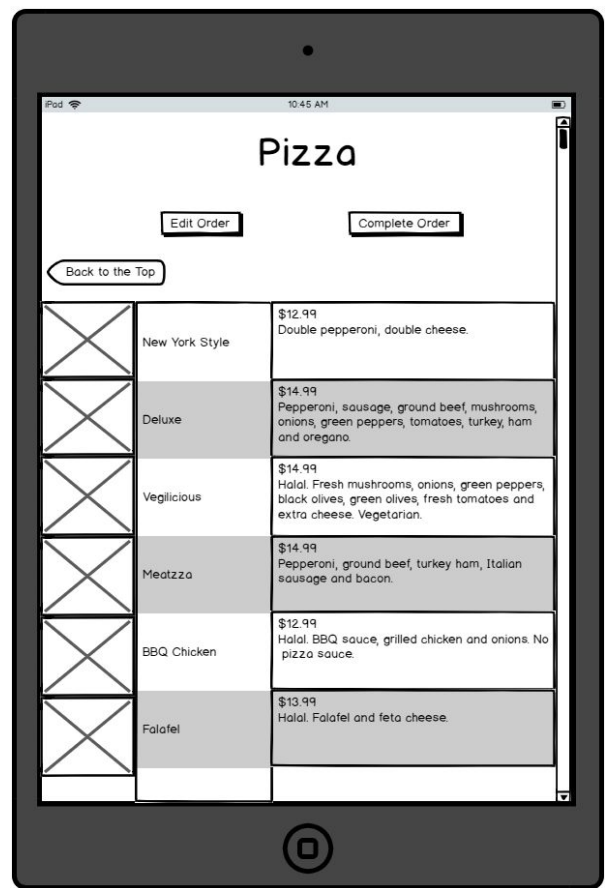 iPod
10:45 AM
Pizza
Edit Order
Complete Order
Back to the Top
New York Style
$12.99
Double pepperoni, double cheese.
Deluxe
$14.99
Pepperoni, sausage, ground beef, mushrooms,
onions, green peppers, tomatoes, turkey, ham
and oregano.
Vegilicious
$14.99
Halal. Fresh mushrooms, onions, green peppers,
black olives, green olives, fresh tomatoes and
extra cheese. Vegetarian.
Meatzza
$14.99
Pepperoni, ground beef, turkey ham, Italian
sausage and bacon.
BBQ Chicken
$12.99
Halal. BBQ sauce, grilled chicken and onions. No
pizza sauce.
Falafel
$13.99
Halal. Falafel and feta cheese.